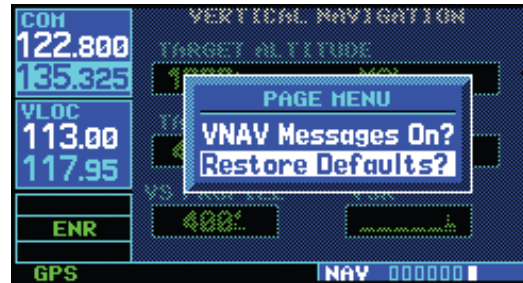 COM
VERTICAL NAVIGATION
122.800
TARGET ALTITUDE
135.325
PAGE MENU
VLOC
VNAV Messages On?
113.00
Restore Defaults?
117.95
ENR
GPS
NAV